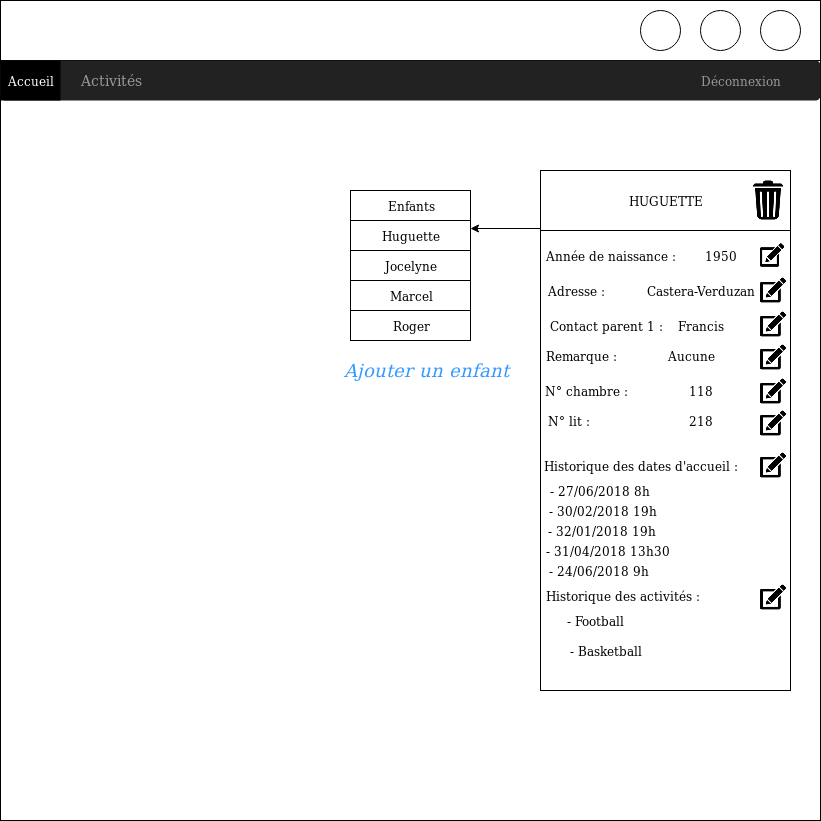 Accueil Activités Déconnexion
Enfants
Huguette
Jocelyne
Marcel
Roger
Ajouter un enfant
HUGUETTE
Année de naissance : 1950
Adresse : Castera-Verduzan
Contact parent 1 : Francis
Remarque : Aucune
N° chambre : 118
N° lit : 218
Historique des dates d'accueil :
- 27/06/2018 8h
- 30/02/2018 19h
- 32/01/2018 19h
- 31/04/2018 13h30
- 24/06/2018 9h
Historique des activités :
- Football
- Basketball